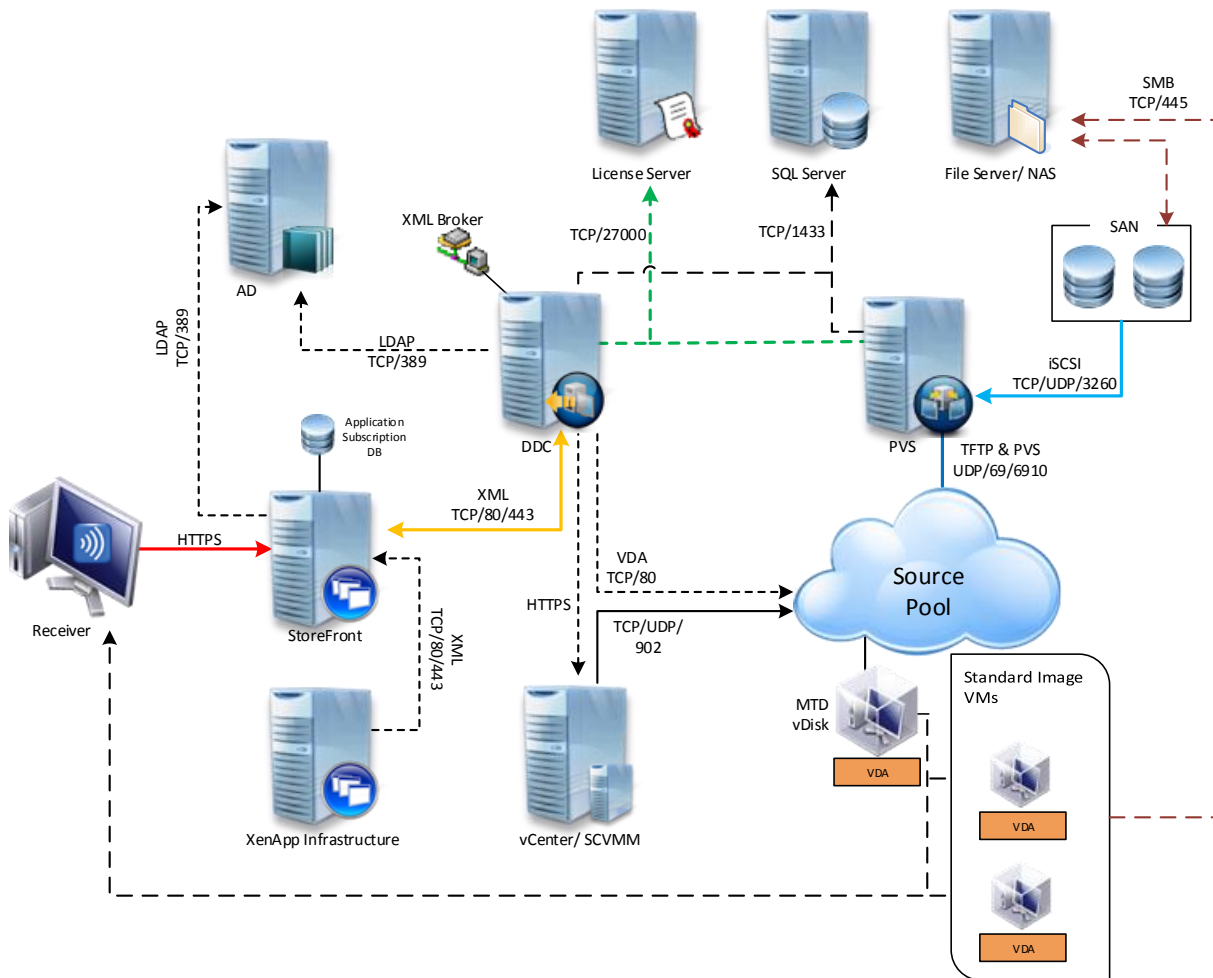 SMB
TCP/445
License Server
SQL Server
File Server/ NAS
XML Broker
TCP/27000
TCP/1433
SAN
AD
LDAP
TCP/389
LDAP
TCP/389
iSCSI
TCP/UDP/3260
Application
Subscription
DB
DDC
PVS
TFTP & PVS
UDP/69/6910
XML
TCP/80/443
HTTPS
VDA
TCP/80
Source
Pool
HTTPS
Receiver
StoreFront
TCP/UDP/
902
XML
TCP/80/443
Standard Image
VMs
MTD
vDisk
VDA
VDA
XenApp Infrastructure
vCenter/ SCVMM
VDA